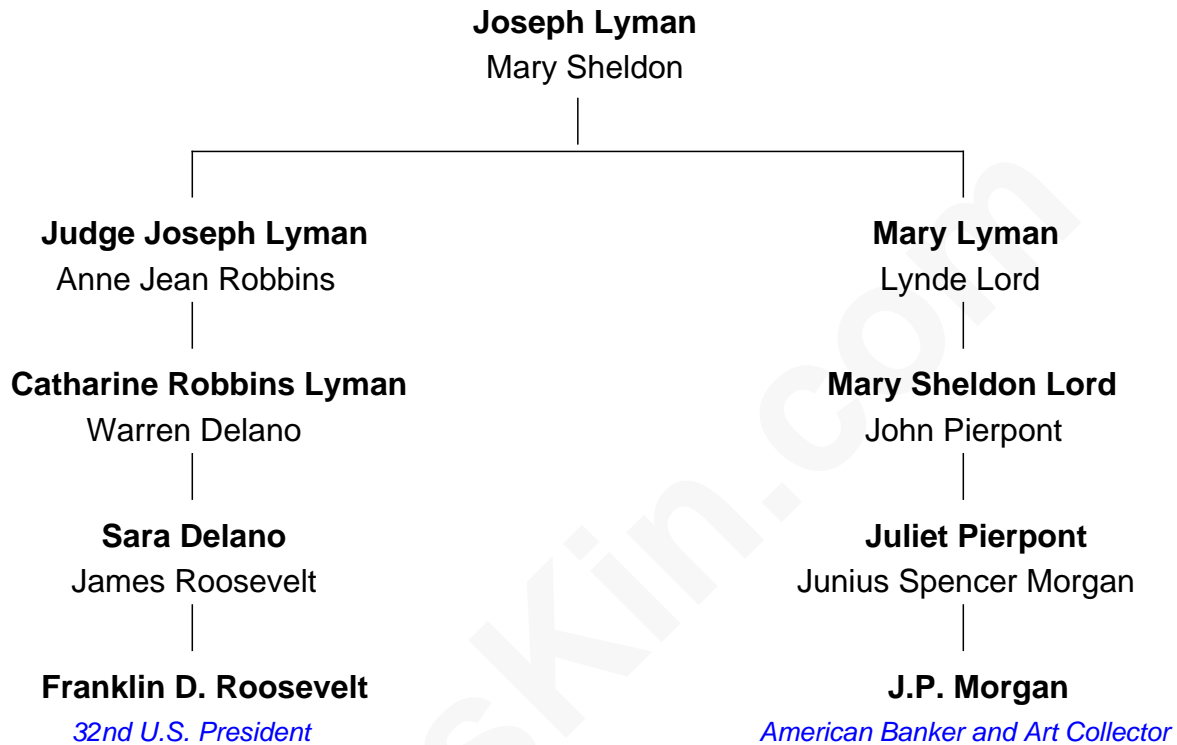 Joseph Lyman
Mary Sheldon
Judge Joseph Lyman
Anne Jean Robbins
Mary Lyman
Lynde Lord
Catharine Robbins Lyman
Warren Delano
Mary Sheldon Lord
John Pierpont
Sara Delano
James Roosevelt
Juliet Pierpont
Junius Spencer Morgan
Franklin D. Roosevelt
32nd U.S. President
J.P. Morgan
American Banker and Art Collector
sKin.com